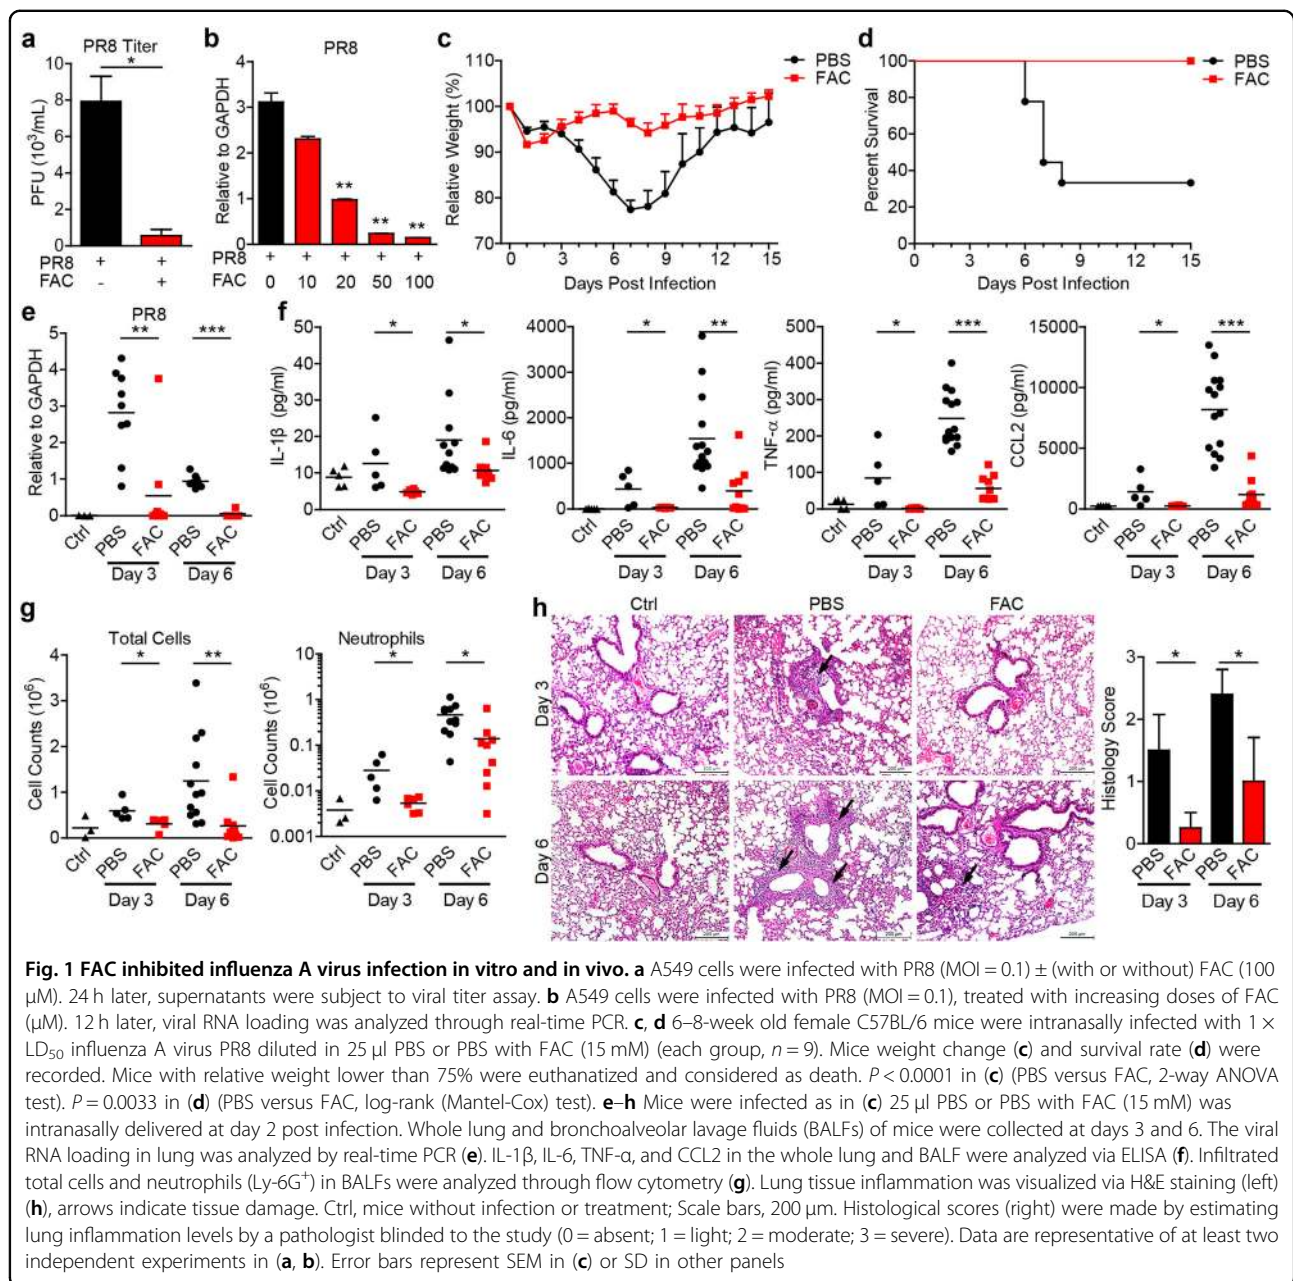 a
PR8 Titer
*
PFU (10³/mL)
10
8
6
4
2
0
PR8 + +
FAC - +
b
PR8
Relative to GAPDH
4
3
2
1
0
** ** **
PR8 + + + + +
FAC 0 10 20 50 100
c
PBS
FAC
Relative Weight (%)
110
100
90
80
70
0 3 6 9 12 15
Days Post Infection
d
PBS
FAC
Percent Survival
100
80
60
40
20
0
0 3 6 9 12 15
Days Post Infection
e
PR8
** ***
Relative to GAPDH
5
4
3
2
1
0
Ctrl PBS FAC PBS FAC
Day 3 Day 6
f
* *
IL-1β (pg/ml)
50
40
30
20
10
0
Ctrl PBS FAC PBS FAC
Day 3 Day 6
* **
IL-6 (pg/ml)
4000
3000
2000
1000
0
Ctrl PBS FAC PBS FAC
Day 3 Day 6
* ***
TNF-α (pg/ml)
500
400
300
200
100
0
Ctrl PBS FAC PBS FAC
Day 3 Day 6
* ***
CCL2 (pg/ml)
15000
10000
5000
0
Ctrl PBS FAC PBS FAC
Day 3 Day 6
g
Total Cells
* **
Cell Counts (10⁶)
4
3
2
1
0
Ctrl PBS FAC PBS FAC
Day 3 Day 6
Neutrophils
* *
Cell Counts (10⁶)
10
1
0.1
0.01
0.001
Ctrl PBS FAC PBS FAC
Day 3 Day 6
h
Ctrl PBS FAC
Day 3
Day 6
200 µm
* *
Histology Score
3
2
1
0
PBS FAC PBS FAC
Day 3 Day 6
Fig. 1 FAC inhibited influenza A virus infection in vitro and in vivo. a A549 cells were infected with PR8 (MOI = 0.1) ± (with or without) FAC (100
µM). 24 h later, supernatants were subject to viral titer assay. b A549 cells were infected with PR8 (MOI = 0.1), treated with increasing doses of FAC
(µM). 12 h later, viral RNA loading was analyzed through real-time PCR. c, d 6–8-week old female C57BL/6 mice were intranasally infected with 1 ×
LD₅₀ influenza A virus PR8 diluted in 25 µl PBS or PBS with FAC (15 mM) (each group, n = 9). Mice weight change (c) and survival rate (d) were
recorded. Mice with relative weight lower than 75% were euthanatized and considered as death. P < 0.0001 in (c) (PBS versus FAC, 2-way ANOVA
test). P = 0.0033 in (d) (PBS versus FAC, log-rank (Mantel-Cox) test). e–h Mice were infected as in (c) 25 µl PBS or PBS with FAC (15 mM) was
intranasally delivered at day 2 post infection. Whole lung and bronchoalveolar lavage fluids (BALFs) of mice were collected at days 3 and 6. The viral
RNA loading in lung was analyzed by real-time PCR (e). IL-1β, IL-6, TNF-α, and CCL2 in the whole lung and BALF were analyzed via ELISA (f). Infiltrated
total cells and neutrophils (Ly-6G⁺) in BALFs were analyzed through flow cytometry (g). Lung tissue inflammation was visualized via H&E staining (left)
(h), arrows indicate tissue damage. Ctrl, mice without infection or treatment; Scale bars, 200 µm. Histological scores (right) were made by estimating
lung inflammation levels by a pathologist blinded to the study (0 = absent; 1 = light; 2 = moderate; 3 = severe). Data are representative of at least two
independent experiments in (a, b). Error bars represent SEM in (c) or SD in other panels